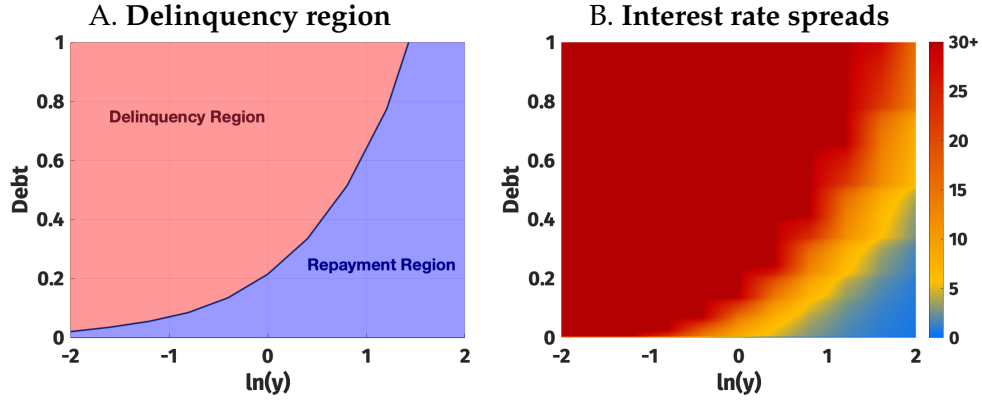 A. Delinquency region
1
0.8
0.6
0.4
0.2
0
Debt
Delinquency Region
Repayment Region
-2 -1 0 1 2
ln(y)
B. Interest rate spreads
1
0.8
0.6
0.4
0.2
0
Debt
-2 -1 0 1 2
ln(y)
30+
20
15
10
5
0